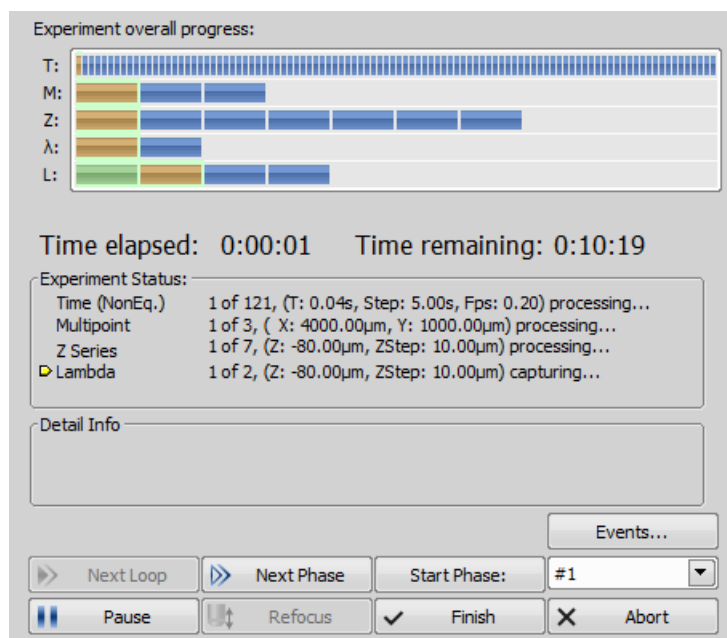 Experiment overall progress:
T:
M:
Z:
λ:
L:
Time elapsed: 0:00:01 Time remaining: 0:10:19
Experiment Status:
Time (NonEq.) 1 of 121, (T: 0.04s, Step: 5.00s, Fps: 0.20) processing...
Multipoint 1 of 3, ( X: 4000.00µm, Y: 1000.00µm) processing...
Z Series 1 of 7, (Z: -80.00µm, ZStep: 10.00µm) processing...
Lambda 1 of 2, (Z: -80.00µm, ZStep: 10.00µm) capturing...
Detail Info
Events...
Next Loop Next Phase Start Phase: #1
Pause Refocus Finish Abort